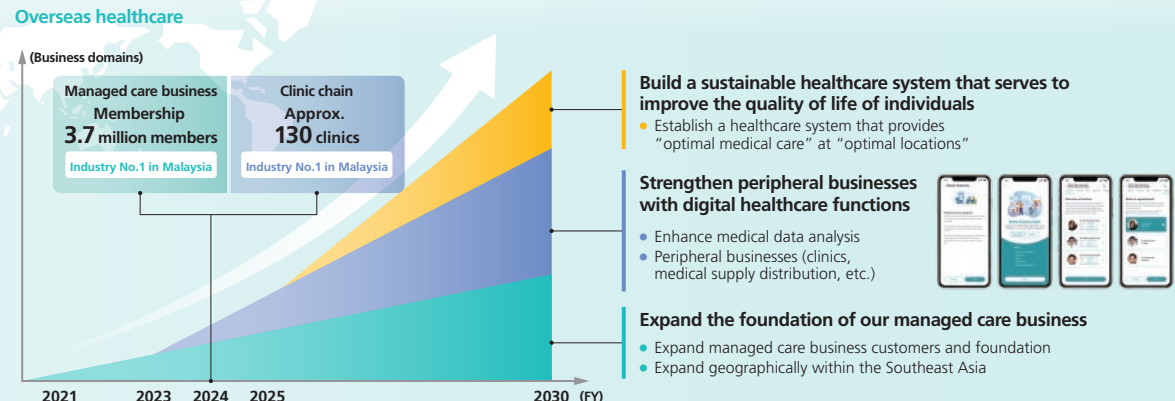 Overseas healthcare
(Business domains)
Managed care business
Membership
3.7 million members
Industry No.1 in Malaysia
Clinic chain
Approx.
130 clinics
Industry No.1 in Malaysia
2021
2023
2024
2025
2030
(FY)
Build a sustainable healthcare system that serves to
improve the quality of life of individuals
● Establish a healthcare system that provides
"optimal medical care" at "optimal locations"
Strengthen peripheral businesses
with digital healthcare functions
● Enhance medical data analysis
● Peripheral businesses (clinics,
medical supply distribution, etc.)
Expand the foundation of our managed care business
● Expand managed care business customers and foundation
● Expand geographically within the Southeast Asia